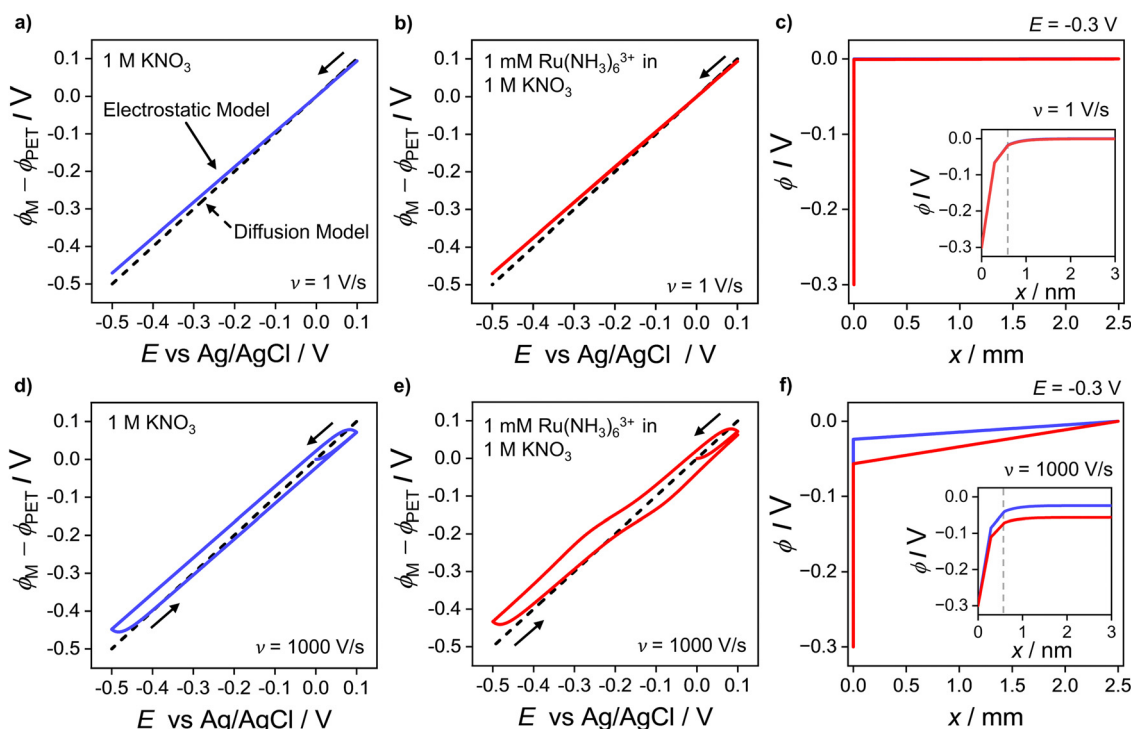 a)
1 M KNO₃
Electrostatic Model
Diffusion Model
ν = 1 V/s
ϕM – ϕPET / V
0.1
0.0
-0.1
-0.2
-0.3
-0.4
-0.5
-0.5 -0.4 -0.3 -0.2 -0.1 0.0 0.1
E vs Ag/AgCl / V
b)
1 mM Ru(NH₃)₆³⁺ in
1 M KNO₃
ν = 1 V/s
ϕM – ϕPET / V
0.1
0.0
-0.1
-0.2
-0.3
-0.4
-0.5
-0.5 -0.4 -0.3 -0.2 -0.1 0.0 0.1
E vs Ag/AgCl / V
c)
E = -0.3 V
ν = 1 V/s
ϕ / V
0.0
-0.1
-0.2
-0.3
0.0 0.5 1.0 1.5 2.0 2.5
x / mm
ϕ / V
0.0
-0.1
-0.2
-0.3
0 1 2 3
x / nm
d)
1 M KNO₃
ν = 1000 V/s
ϕM – ϕPET / V
0.1
0.0
-0.1
-0.2
-0.3
-0.4
-0.5
-0.5 -0.4 -0.3 -0.2 -0.1 0.0 0.1
E vs Ag/AgCl / V
e)
1 mM Ru(NH₃)₆³⁺ in
1 M KNO₃
ν = 1000 V/s
ϕM – ϕPET / V
0.1
0.0
-0.1
-0.2
-0.3
-0.4
-0.5
-0.5 -0.4 -0.3 -0.2 -0.1 0.0 0.1
E vs Ag/AgCl / V
f)
E = -0.3 V
ν = 1000 V/s
ϕ / V
0.0
-0.1
-0.2
-0.3
0.0 0.5 1.0 1.5 2.0 2.5
x / mm
ϕ / V
0.0
-0.1
-0.2
-0.3
0 1 2 3
x / nm